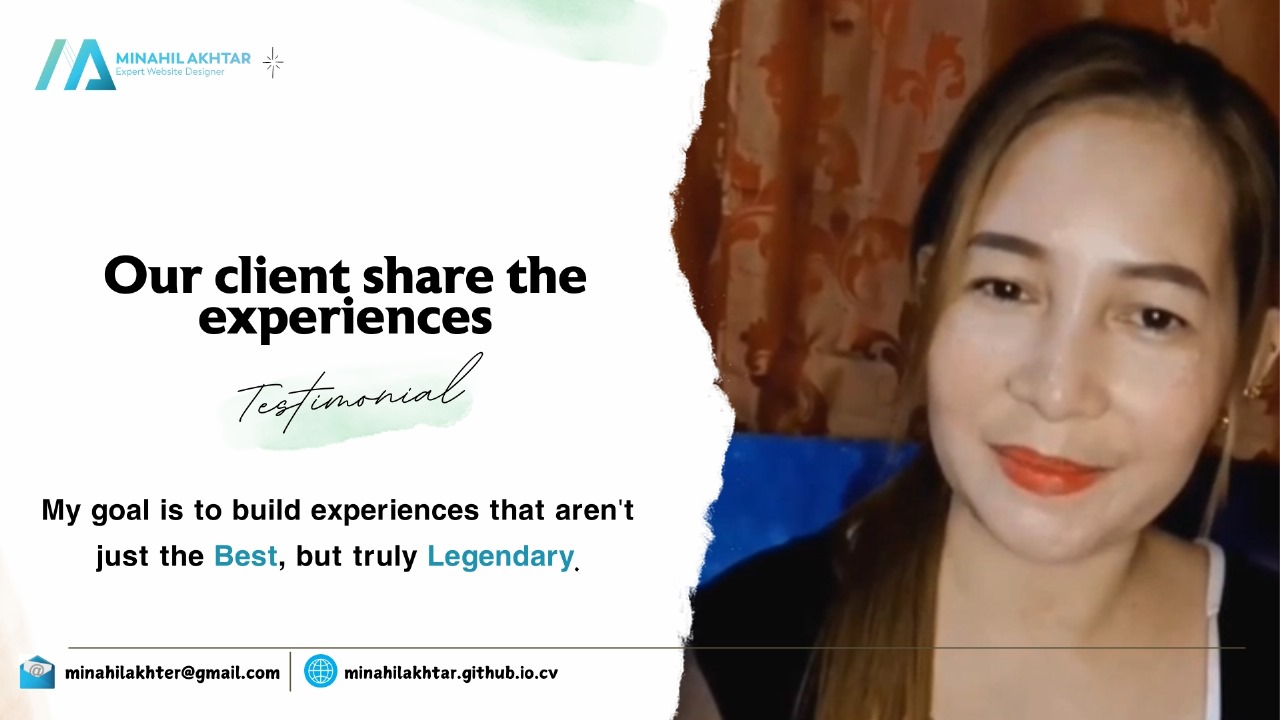 MINAHIL AKHTAR
Expert Website Designer
Our client share the
experiences
Testimonial
My goal is to build experiences that aren't
just the Best, but truly Legendary.
minahilakhter@gmail.com
minahilakhtar.github.io.cv